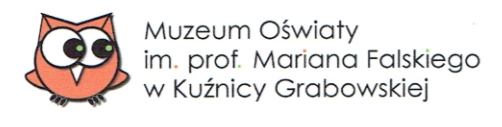 Muzeum Oświaty
im. prof. Mariana Falskiego
w Kuźnicy Grabowskiej